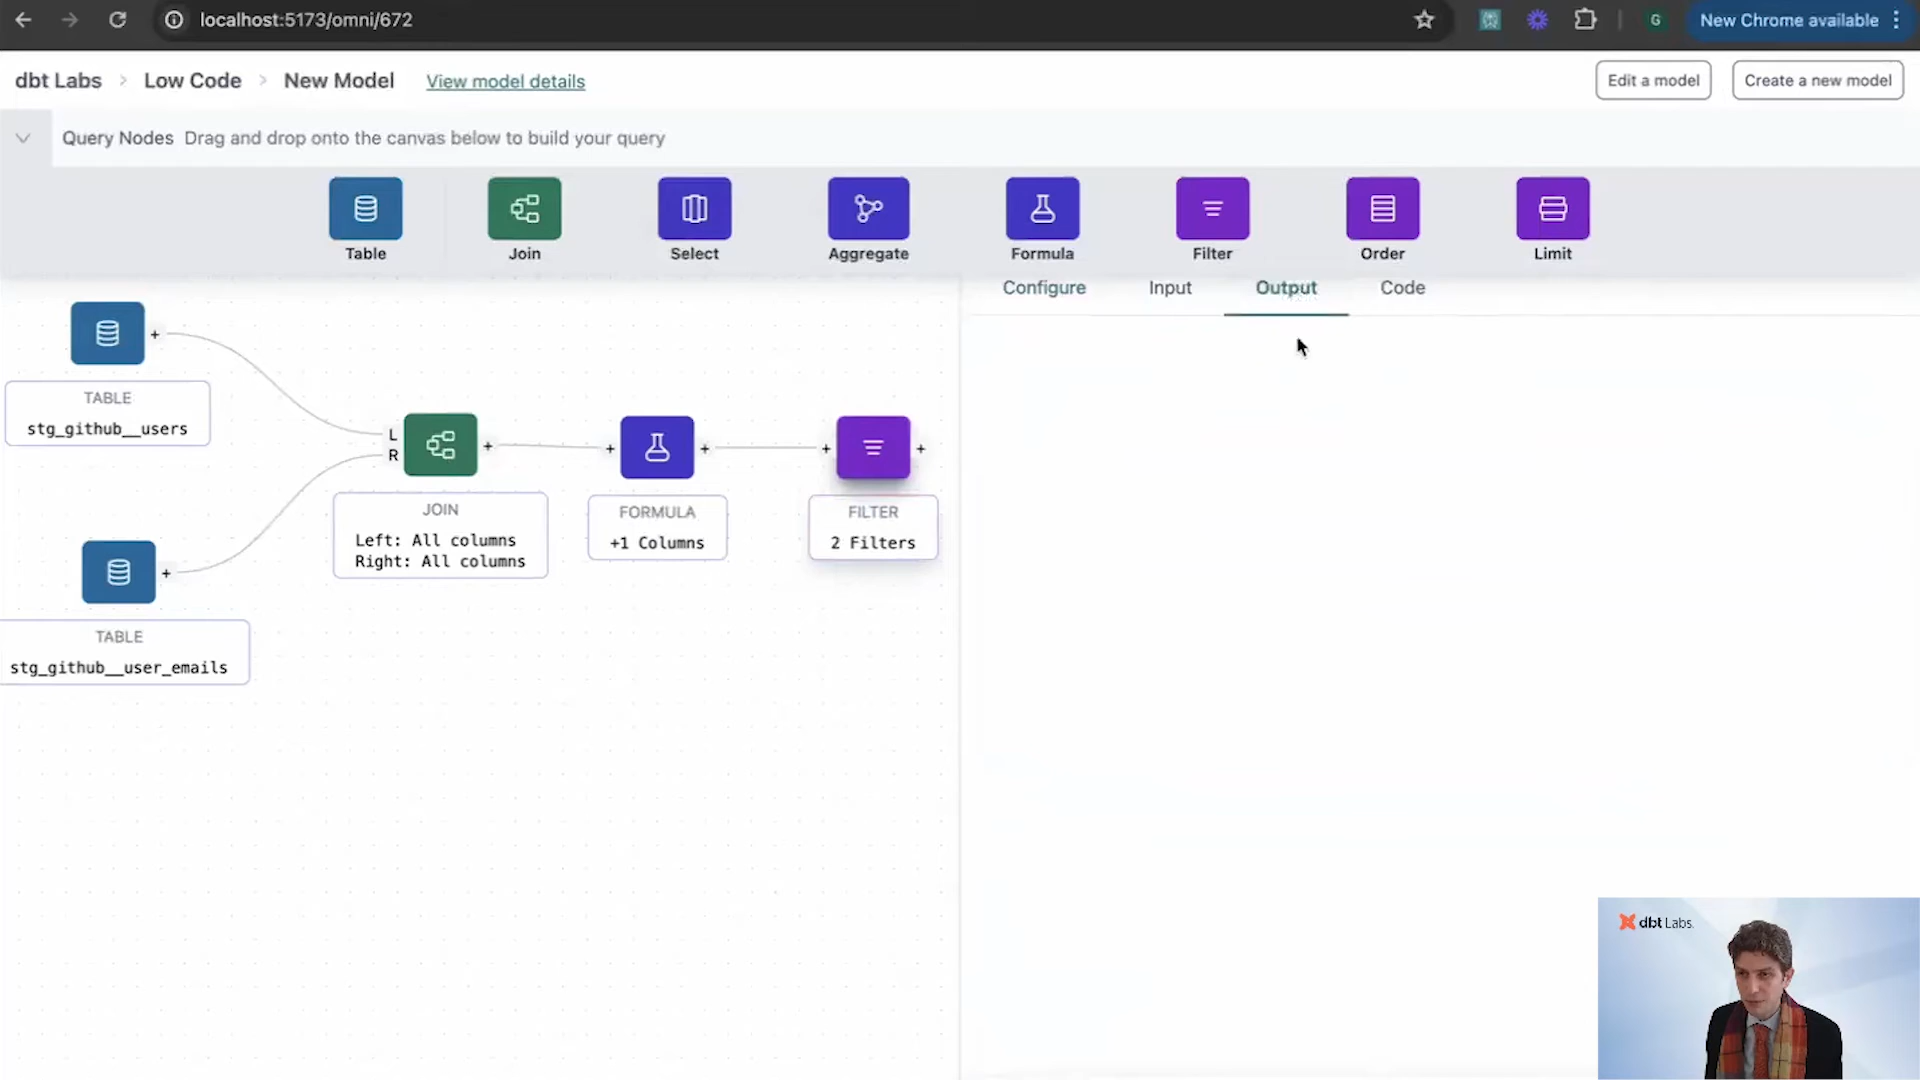 localhost:5173/omni/672
G
New Chrome available
dbt Labs > Low Code > New Model
View model details
Edit a model
Create a new model
Query Nodes Drag and drop onto the canvas below to build your query
Table
Join
Select
Aggregate
Formula
Filter
Order
Limit
Configure
Input
Output
Code
+
TABLE
stg_github__users
L
R
+
JOIN
Left: All columns
Right: All columns
+
+
FORMULA
+1 Columns
+
+
FILTER
2 Filters
+
TABLE
stg_github__user_emails
dbt Labs